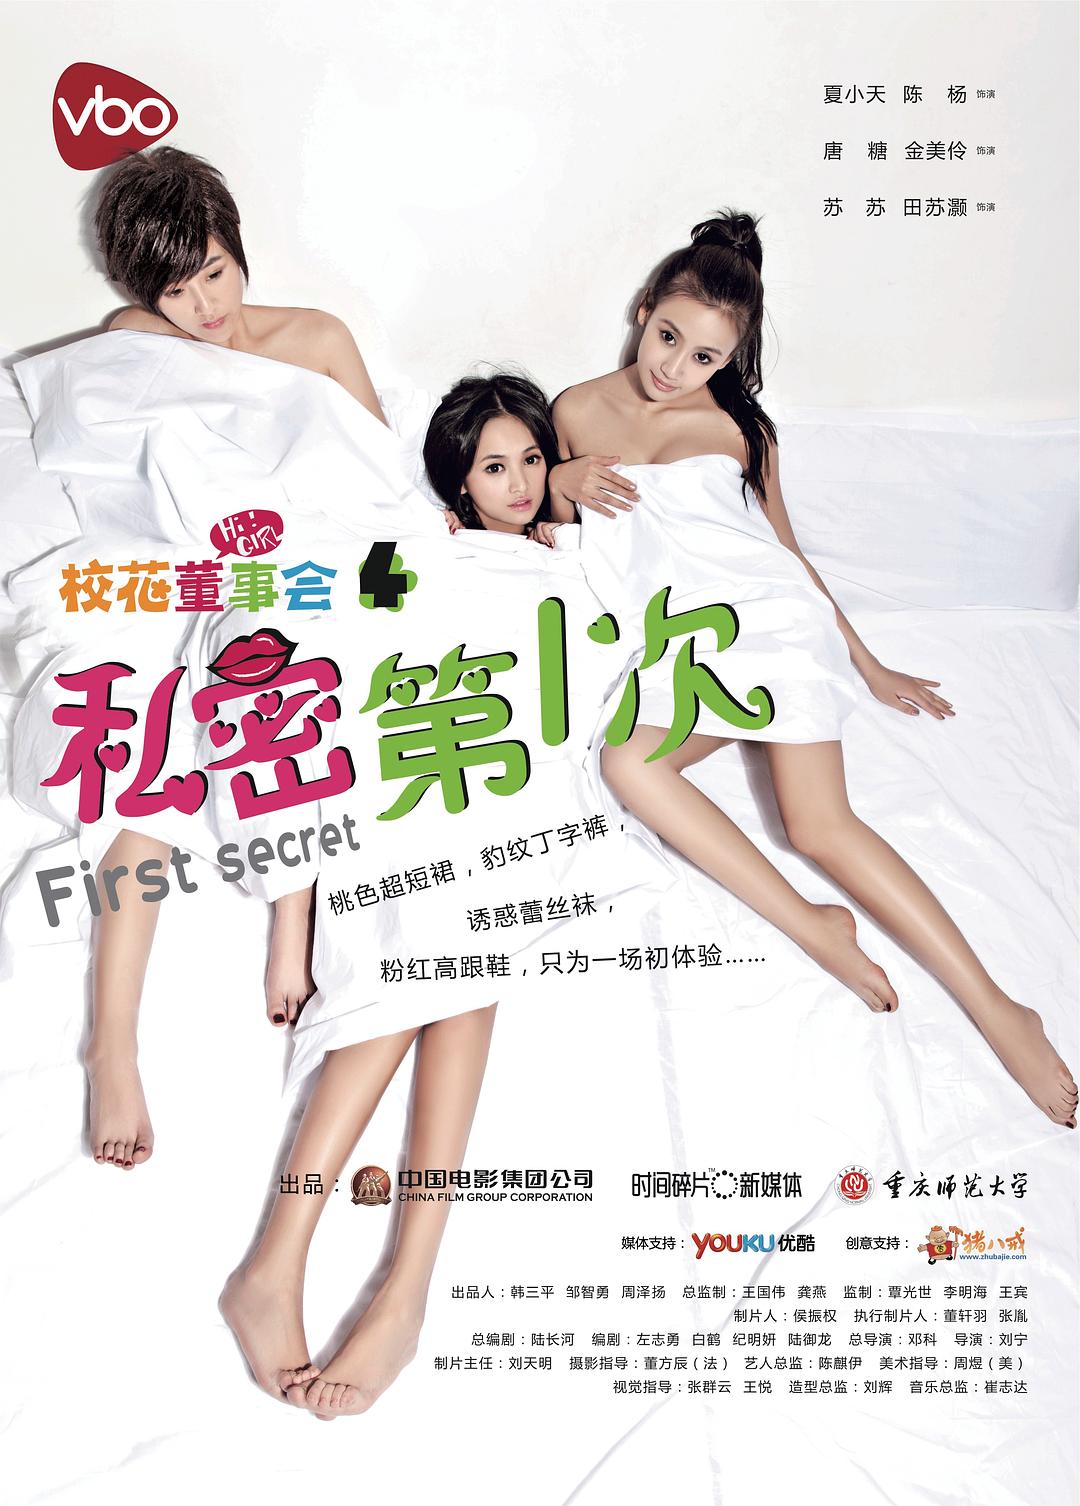 vbo
夏小天 陈 杨 饰演
唐 糖 金美伶 饰演
苏 苏 田苏灏 饰演
Hi!
GIRL
校花董事会 4
私密第1次
First secret
桃色超短裙，豹纹丁字裤，
诱惑蕾丝袜，
粉红高跟鞋，只为一场初体验……
出品：中国电影集团公司 时间碎片™新媒体 重庆师范大学
CHINA FILM GROUP CORPORATION
媒体支持：YOUKU优酷 创意支持：猪八戒
www.zhubajie.com
出品人：韩三平 邹智勇 周泽扬 总监制：王国伟 龚燕 监制：覃光世 李明海 王宾
制片人：侯振权 执行制片人：董轩羽 张胤
总编剧：陆长河 编剧：左志勇 白鹤 纪明妍 陆御龙 总导演：邓科 导演：刘宁
制片主任：刘天明 摄影指导：董方辰（法） 艺人总监：陈麒伊 美术指导：周煜（美）
视觉指导：张群云 王悦 造型总监：刘辉 音乐总监：崔志达